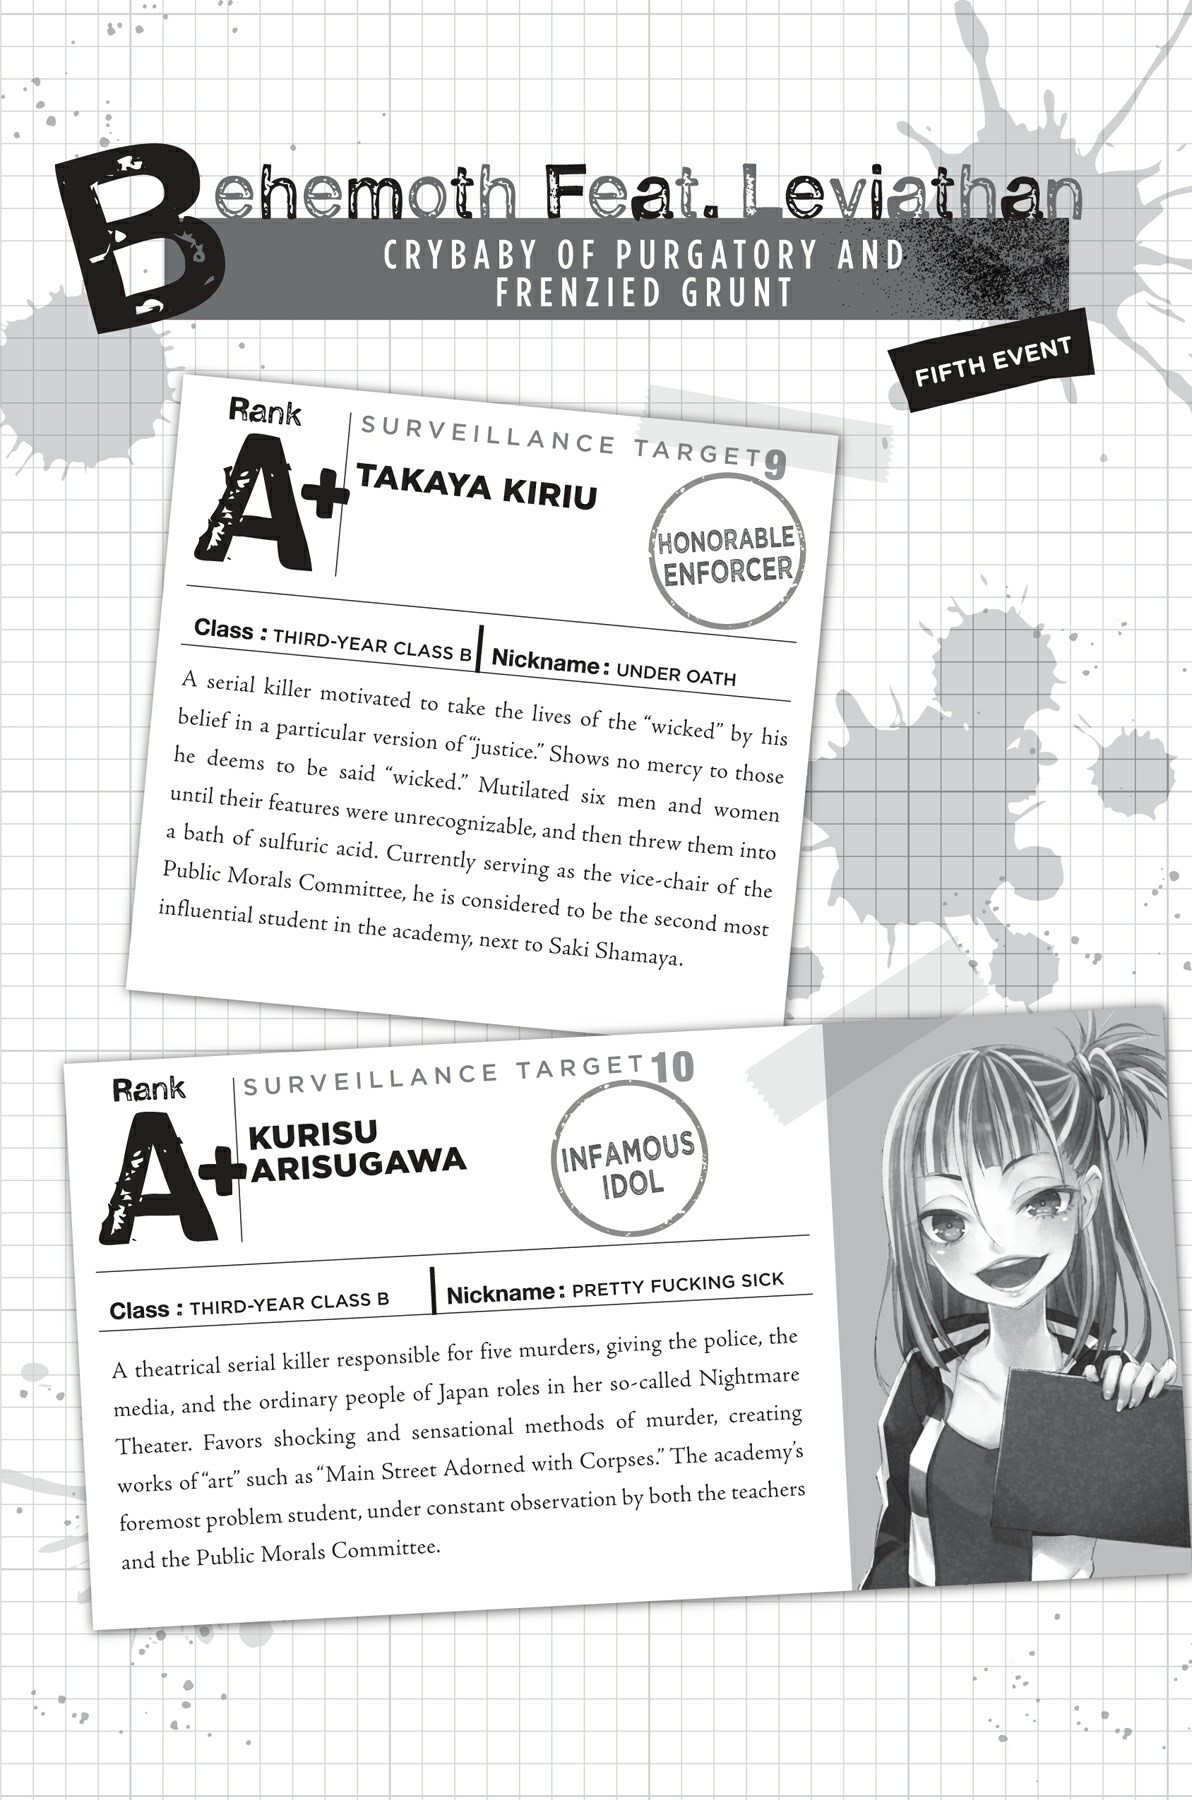 Behemoth Feat. Leviathan
CRYBABY OF PURGATORY AND
FRENZIED GRUNT
FIFTH EVENT
Rank
A+
SURVEILLANCE TARGET 9
TAKAYA KIRIU
HONORABLE
ENFORCER
Class : THIRD-YEAR CLASS B
Nickname : UNDER OATH
A serial killer motivated to take the lives of the “wicked” by his
belief in a particular version of “justice.” Shows no mercy to those
he deems to be said “wicked.” Mutilated six men and women
until their features were unrecognizable, and then threw them into
a bath of sulfuric acid. Currently serving as the vice-chair of the
Public Morals Committee, he is considered to be the second most
influential student in the academy, next to Saki Shamaya.
Rank
A+
SURVEILLANCE TARGET 10
KURISU
ARISUGAWA
INFAMOUS
IDOL
Class : THIRD-YEAR CLASS B
Nickname : PRETTY FUCKING SICK
A theatrical serial killer responsible for five murders, giving the police, the
media, and the ordinary people of Japan roles in her so-called Nightmare
Theater. Favors shocking and sensational methods of murder, creating
works of “art” such as “Main Street Adorned with Corpses.” The academy’s
foremost problem student, under constant observation by both the teachers
and the Public Morals Committee.